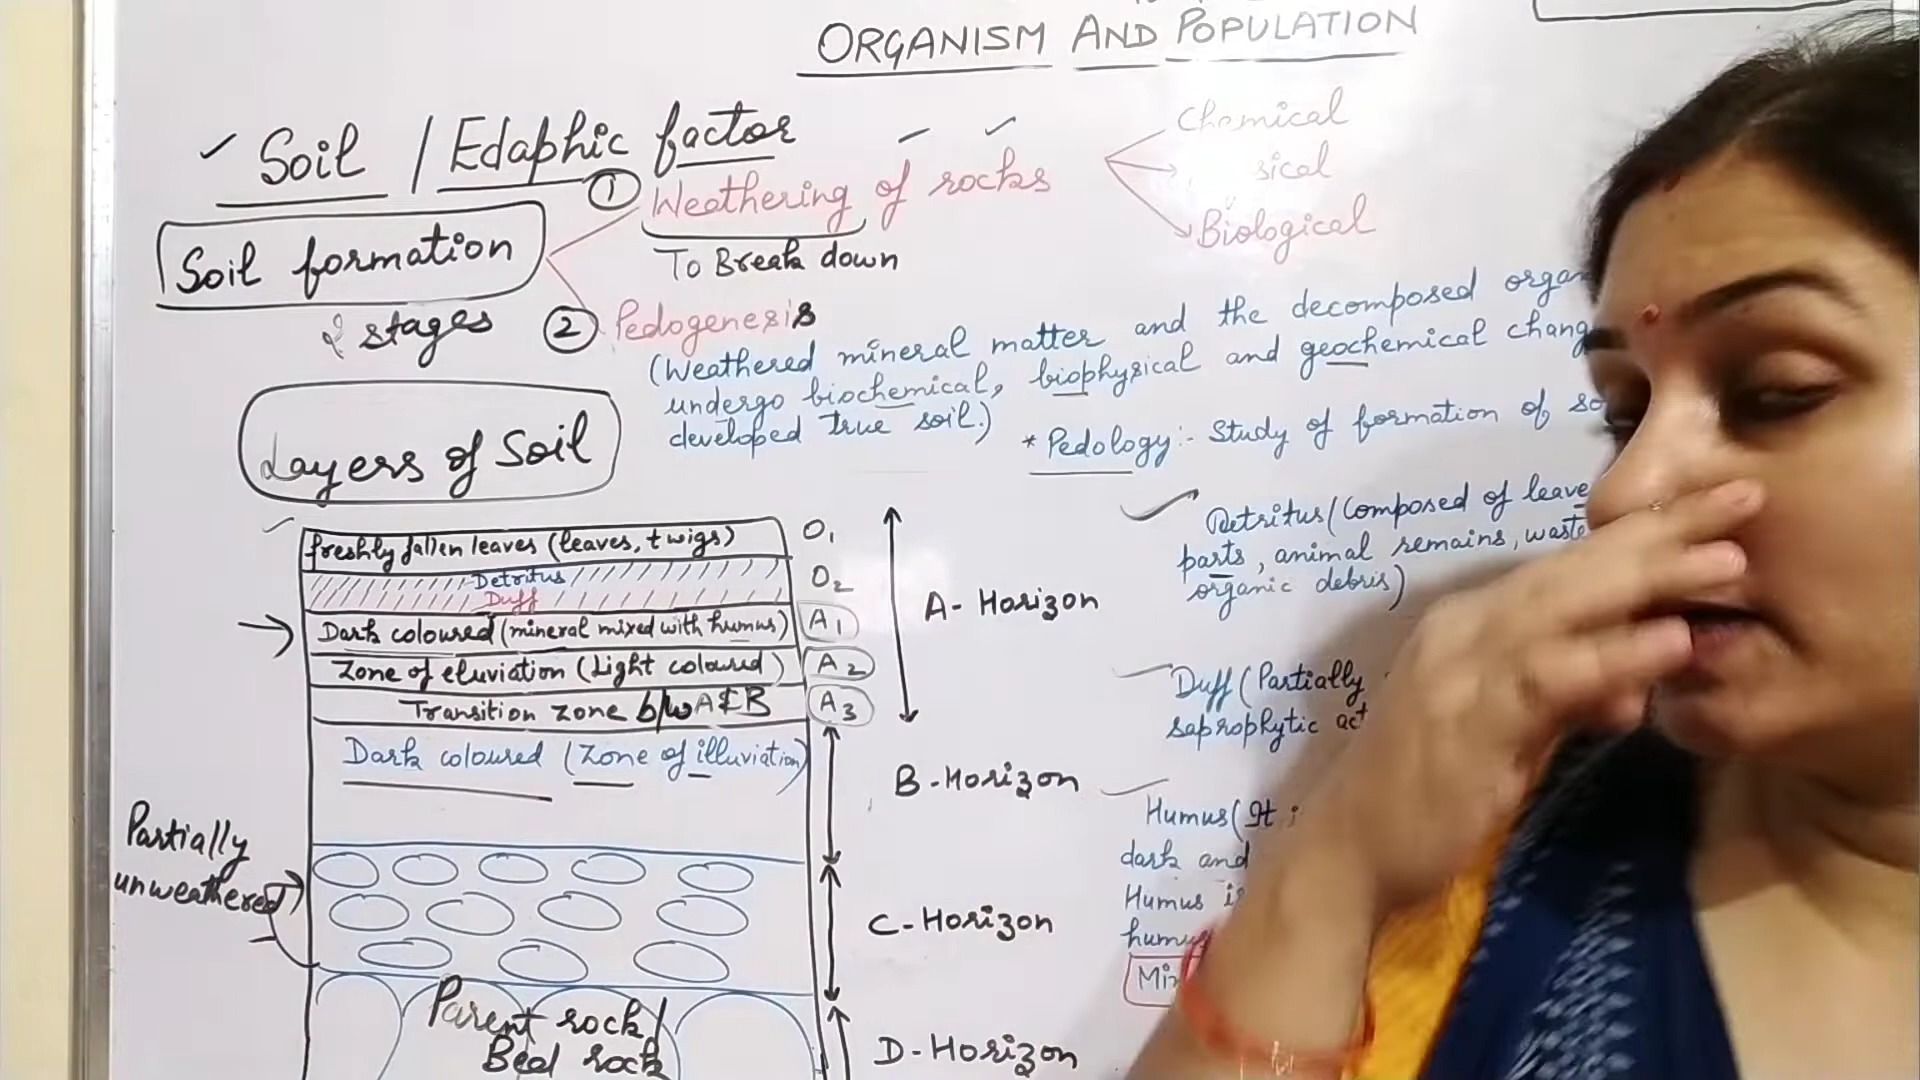 ORGANISM AND POPULATION
Soil / Edaphic factor
Soil formation
2 stages
① Weathering of rocks
To Break down
Chemical
sical
Biological
② Pedogenesis
(Weathered mineral matter and the decomposed organ
undergo biochemical, biophysical and geochemical chang
developed true soil.)
* Pedology:- Study of formation of so
Layers of Soil
freshly fallen leaves (leaves, twigs) O1
Detritus O2
Duff
Dark coloured (mineral mixed with humus) A1
Zone of eluviation (Light coloured) A2
Transition zone b/w A & B A3
A- Horizon
Dark coloured (Zone of illuviation)
B-Horizon
Partially
unweathered
C-Horizon
Parent rock/
Bed rock
D-Horizon
Detritus (Composed of leave
parts, animal remains, waste
organic debris)
Duff (Partially
saprophytic act
Humus (It i
dark and
Humus is
humus
Mi